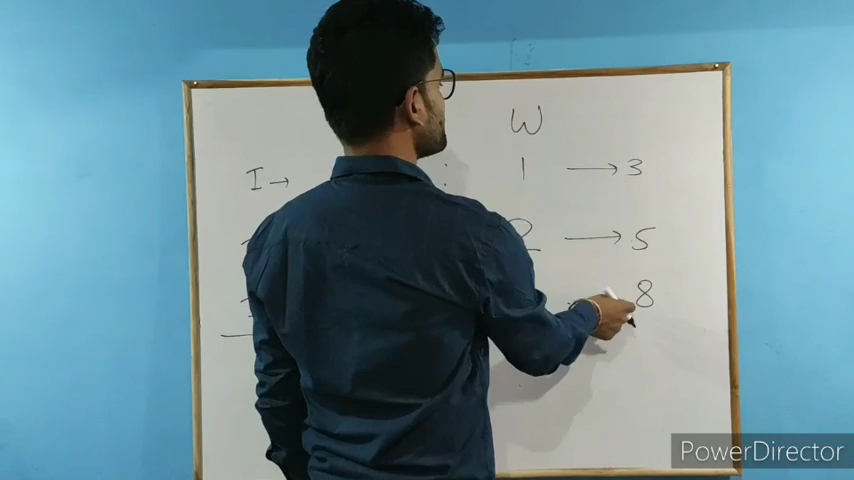 W
I → 1 → 3
2 → 5
8
PowerDirector